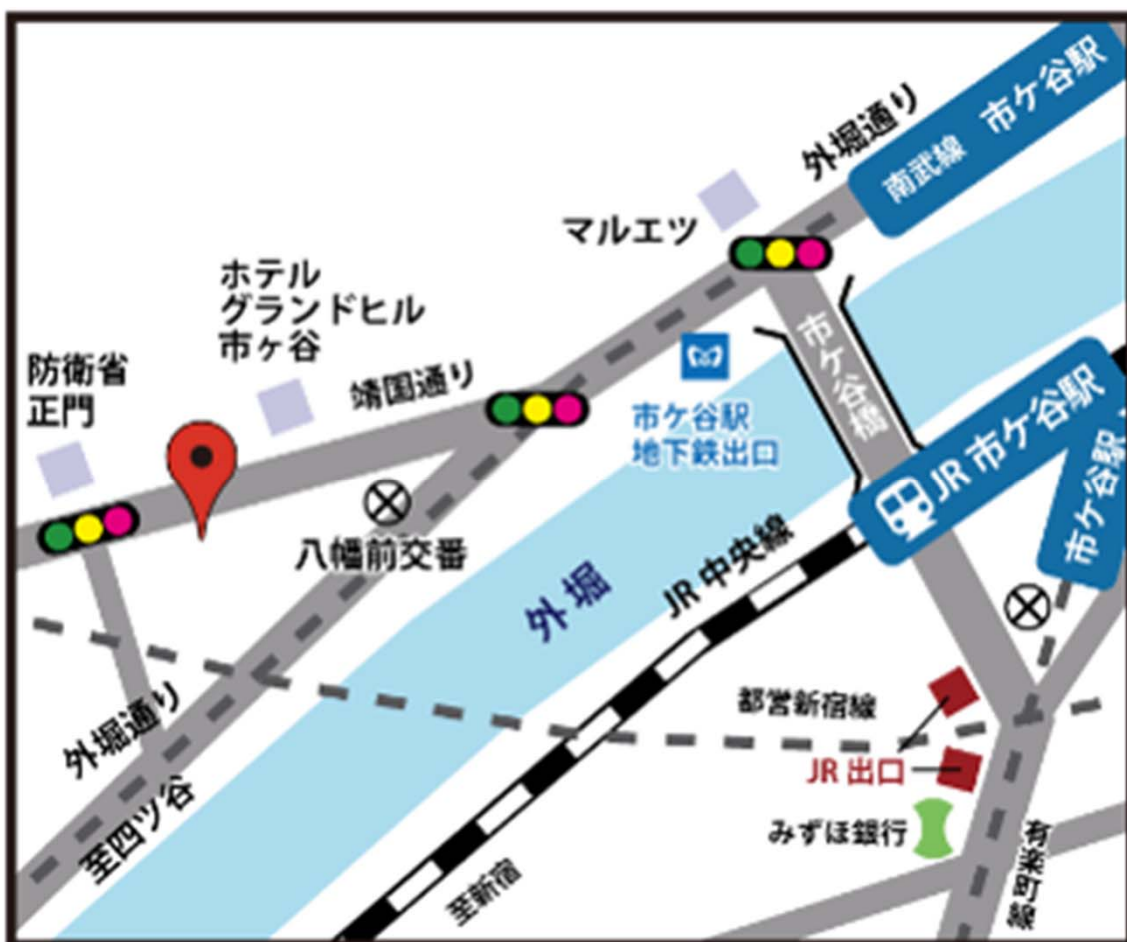 外堀通り
南武線 市ケ谷駅
マルエツ
ホテル
グランドヒル
市ヶ谷
防衛省
正門
靖国通り
市ケ谷橋
市ケ谷駅
地下鉄出口
JR 市ケ谷駅
市ケ谷駅
八幡前交番
外堀
JR 中央線
都営新宿線
外堀通り
JR 出口
至四ツ谷
みずほ銀行
有楽町線
至新宿